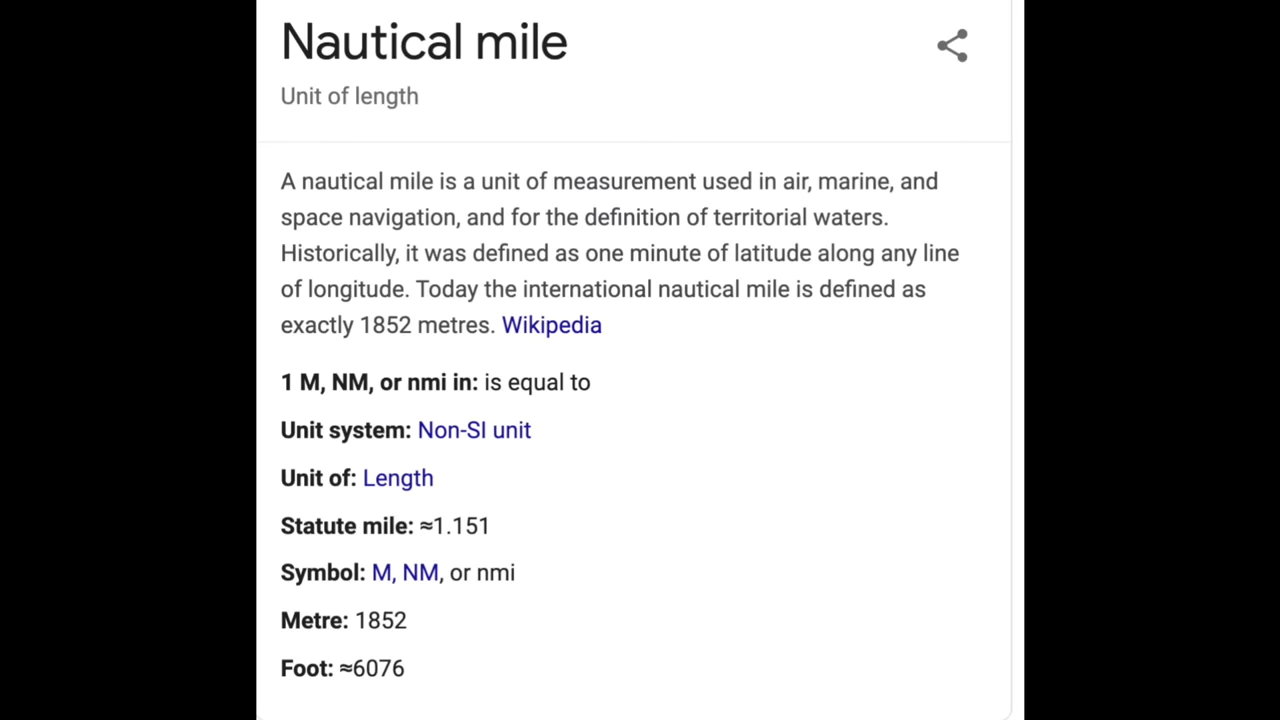 Nautical mile
Unit of length
A nautical mile is a unit of measurement used in air, marine, and
space navigation, and for the definition of territorial waters.
Historically, it was defined as one minute of latitude along any line
of longitude. Today the international nautical mile is defined as
exactly 1852 metres. Wikipedia
1 M, NM, or nmi in: is equal to
Unit system: Non-SI unit
Unit of: Length
Statute mile: ≈1.151
Symbol: M, NM, or nmi
Metre: 1852
Foot: ≈6076